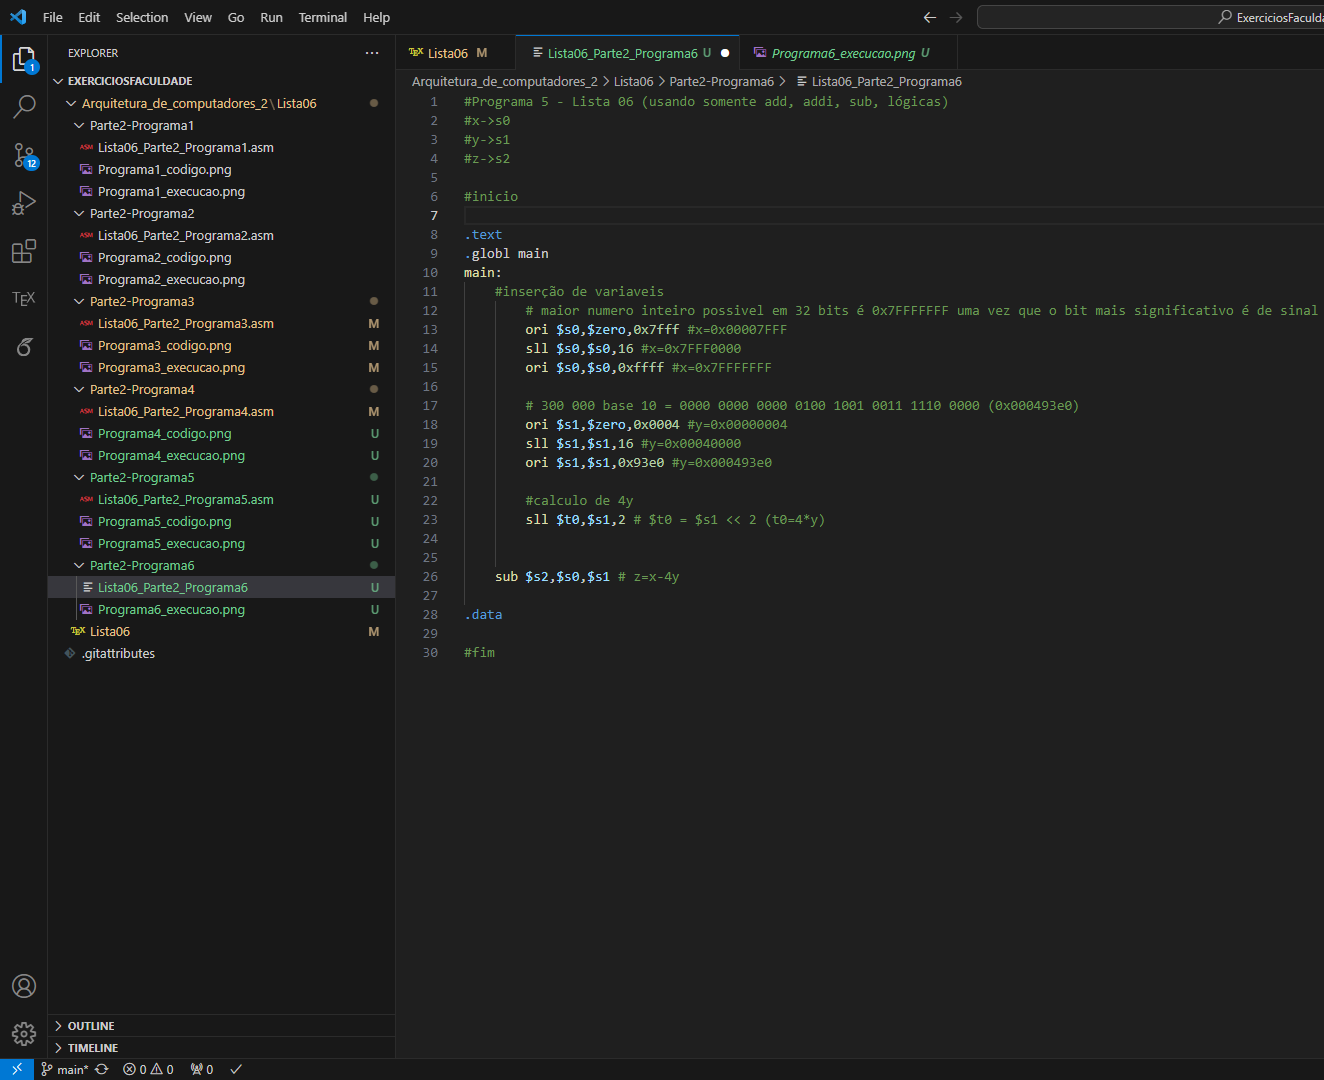 File Edit Selection View Go Run Terminal Help
ExerciciosFaculda
EXPLORER
EXERCICIOSFACULDADE
Arquitetura_de_computadores_2\Lista06
Parte2-Programa1
ASM Lista06_Parte2_Programa1.asm
Programa1_codigo.png
Programa1_execucao.png
Parte2-Programa2
ASM Lista06_Parte2_Programa2.asm
Programa2_codigo.png
Programa2_execucao.png
Parte2-Programa3
ASM Lista06_Parte2_Programa3.asm M
Programa3_codigo.png M
Programa3_execucao.png M
Parte2-Programa4
ASM Lista06_Parte2_Programa4.asm M
Programa4_codigo.png U
Programa4_execucao.png U
Parte2-Programa5
ASM Lista06_Parte2_Programa5.asm U
Programa5_codigo.png U
Programa5_execucao.png U
Parte2-Programa6
Lista06_Parte2_Programa6 U
Programa6_execucao.png U
TEX Lista06 M
.gitattributes
OUTLINE
TIMELINE
1
12
TEX
TEX Lista06 M
Lista06_Parte2_Programa6 U
Programa6_execucao.png U
Arquitetura_de_computadores_2 > Lista06 > Parte2-Programa6 > Lista06_Parte2_Programa6
1 #Programa 5 - Lista 06 (usando somente add, addi, sub, lógicas)
2 #x->s0
3 #y->s1
4 #z->s2
5
6 #inicio
7
8 .text
9 .globl main
10 main:
11 #inserção de variaveis
12 # maior numero inteiro possivel em 32 bits é 0x7FFFFFFF uma vez que o bit mais significativo é de sinal
13 ori $s0,$zero,0x7fff #x=0x00007FFF
14 sll $s0,$s0,16 #x=0x7FFF0000
15 ori $s0,$s0,0xffff #x=0x7FFFFFFF
16
17 # 300 000 base 10 = 0000 0000 0000 0100 1001 0011 1110 0000 (0x000493e0)
18 ori $s1,$zero,0x0004 #y=0x00000004
19 sll $s1,$s1,16 #y=0x00040000
20 ori $s1,$s1,0x93e0 #y=0x000493e0
21
22 #calculo de 4y
23 sll $t0,$s1,2 # $t0 = $s1 << 2 (t0=4*y)
24
25
26 sub $s2,$s0,$s1 # z=x-4y
27
28 .data
29
30 #fim
main* 0 0 0